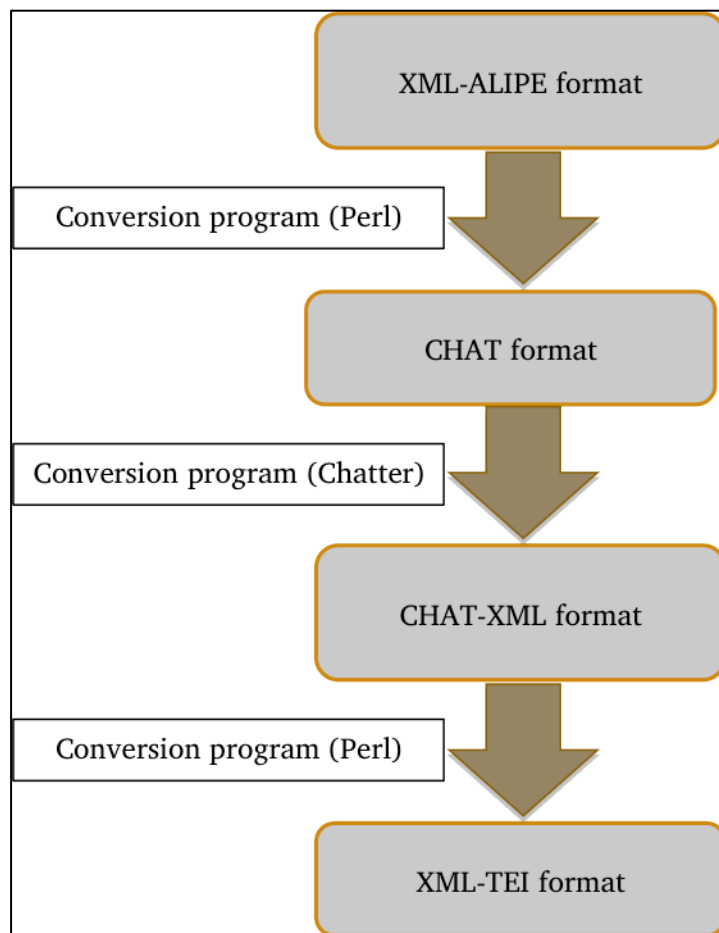 XML-ALIPE format
Conversion program (Perl)
CHAT format
Conversion program (Chatter)
CHAT-XML format
Conversion program (Perl)
XML-TEI format